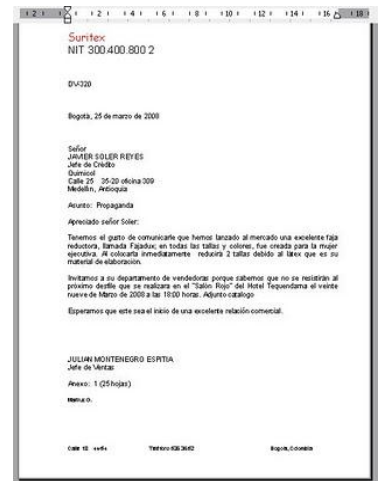 Suritex
NIT 300.400.800 2
DV-320
Bogotá, 25 de marzo de 2008
Señor
JAVIER SOLER REYES
Jefe de Crédito
Quimicol
Calle 25 35-20 oficina 309
Medellín, Antioquia
Asunto: Propaganda
Apreciado señor Soler:
Tenemos el gusto de comunicarle que hemos lanzado al mercado una excelente faja
reductora, llamada Fajadux; en todas las tallas y colores, fue creada para la mujer
ejecutiva. Al colocarla inmediatamente reducirá 2 tallas debido al látex que es su
material de elaboración.
Invitamos a su departamento de vendedoras porque sabemos que no se resistirán al
próximo desfile que se realizara en el "Salón Rojo" del Hotel Tequendama el veinte
nueve de Marzo de 2008 a las 18:00 horas. Adjunto catalogo
Esperamos que este sea el inicio de una excelente relación comercial.
JULIAN MONTENEGRO ESPITIA
Jefe de Ventas
Anexo: 1 (25 hojas)
Calle 12 Teléfono Bogotá, Colombia